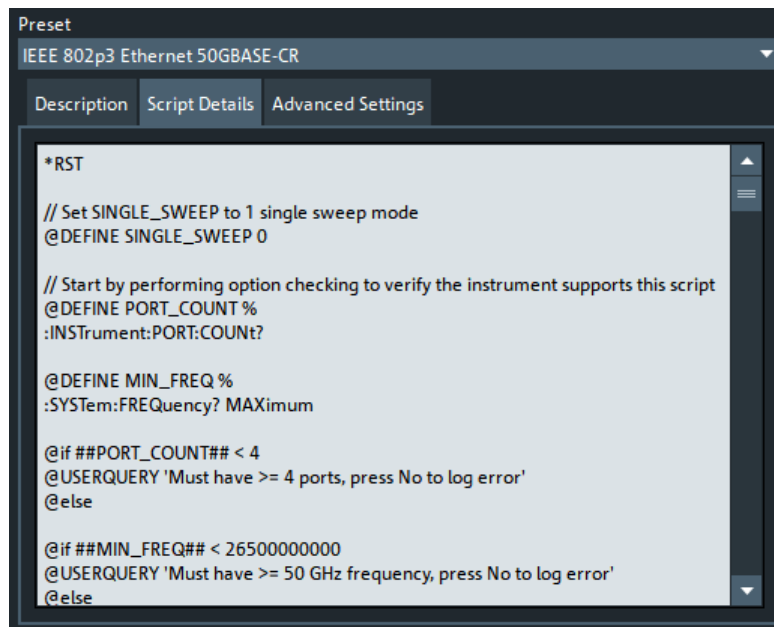 Preset
IEEE 802p3 Ethernet 50GBASE-CR
Description Script Details Advanced Settings
*RST
// Set SINGLE_SWEEP to 1 single sweep mode
@DEFINE SINGLE_SWEEP 0
// Start by performing option checking to verify the instrument supports this script
@DEFINE PORT_COUNT %
:INSTrument:PORT:COUNt?
@DEFINE MIN_FREQ %
:SYSTem:FREQuency? MAXimum
@if ##PORT_COUNT## < 4
@USERQUERY 'Must have >= 4 ports, press No to log error'
@else
@if ##MIN_FREQ## < 26500000000
@USERQUERY 'Must have >= 50 GHz frequency, press No to log error'
@else